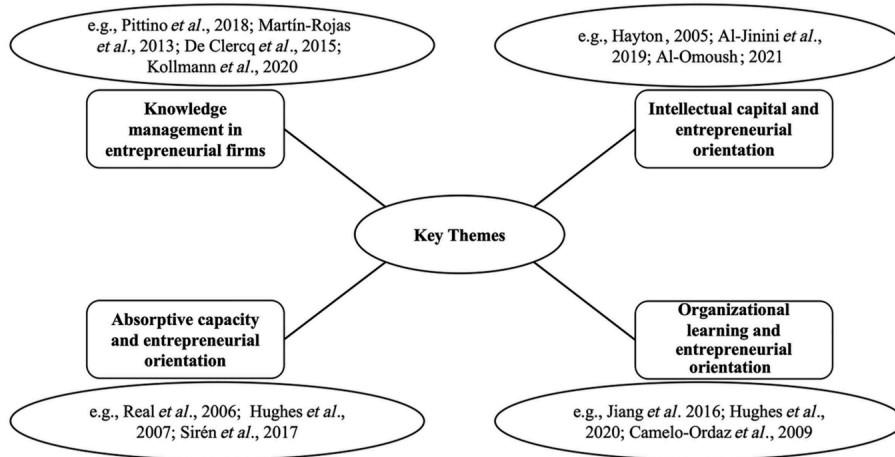 e.g., Pittino et al., 2018; Martín-Rojas
et al., 2013; De Clercq et al., 2015;
Kollmann et al., 2020
Knowledge
management in
entrepreneurial firms
e.g., Hayton, 2005; Al-Jinini et al.,
2019; Al-Omoush; 2021
Intellectual capital and
entrepreneurial
orientation
Key Themes
Absorptive capacity
and entrepreneurial
orientation
e.g., Real et al., 2006; Hughes et al.,
2007; Sirén et al., 2017
Organizational
learning and
entrepreneurial
orientation
e.g., Jiang et al. 2016; Hughes et al.,
2020; Camelo-Ordaz et al., 2009